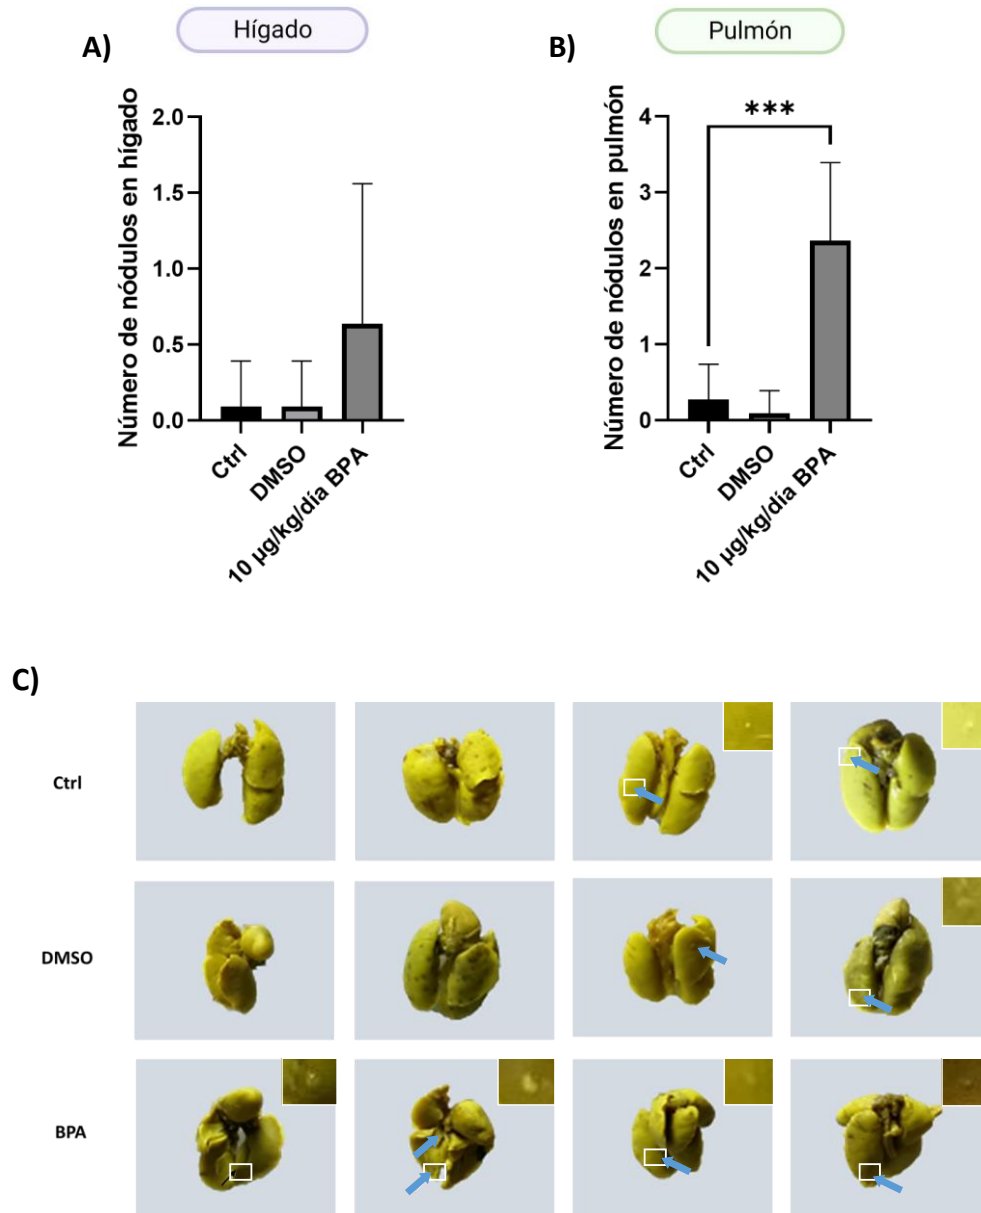 Hígado
Pulmón
A)
B)
Número de nódulos en hígado
2.0
1.5
1.0
0.5
0.0
Ctrl
DMSO
10 µg/kg/día BPA
Número de nódulos en pulmón
4
3
2
1
0
***
Ctrl
DMSO
10 µg/kg/día BPA
C)
Ctrl
DMSO
BPA